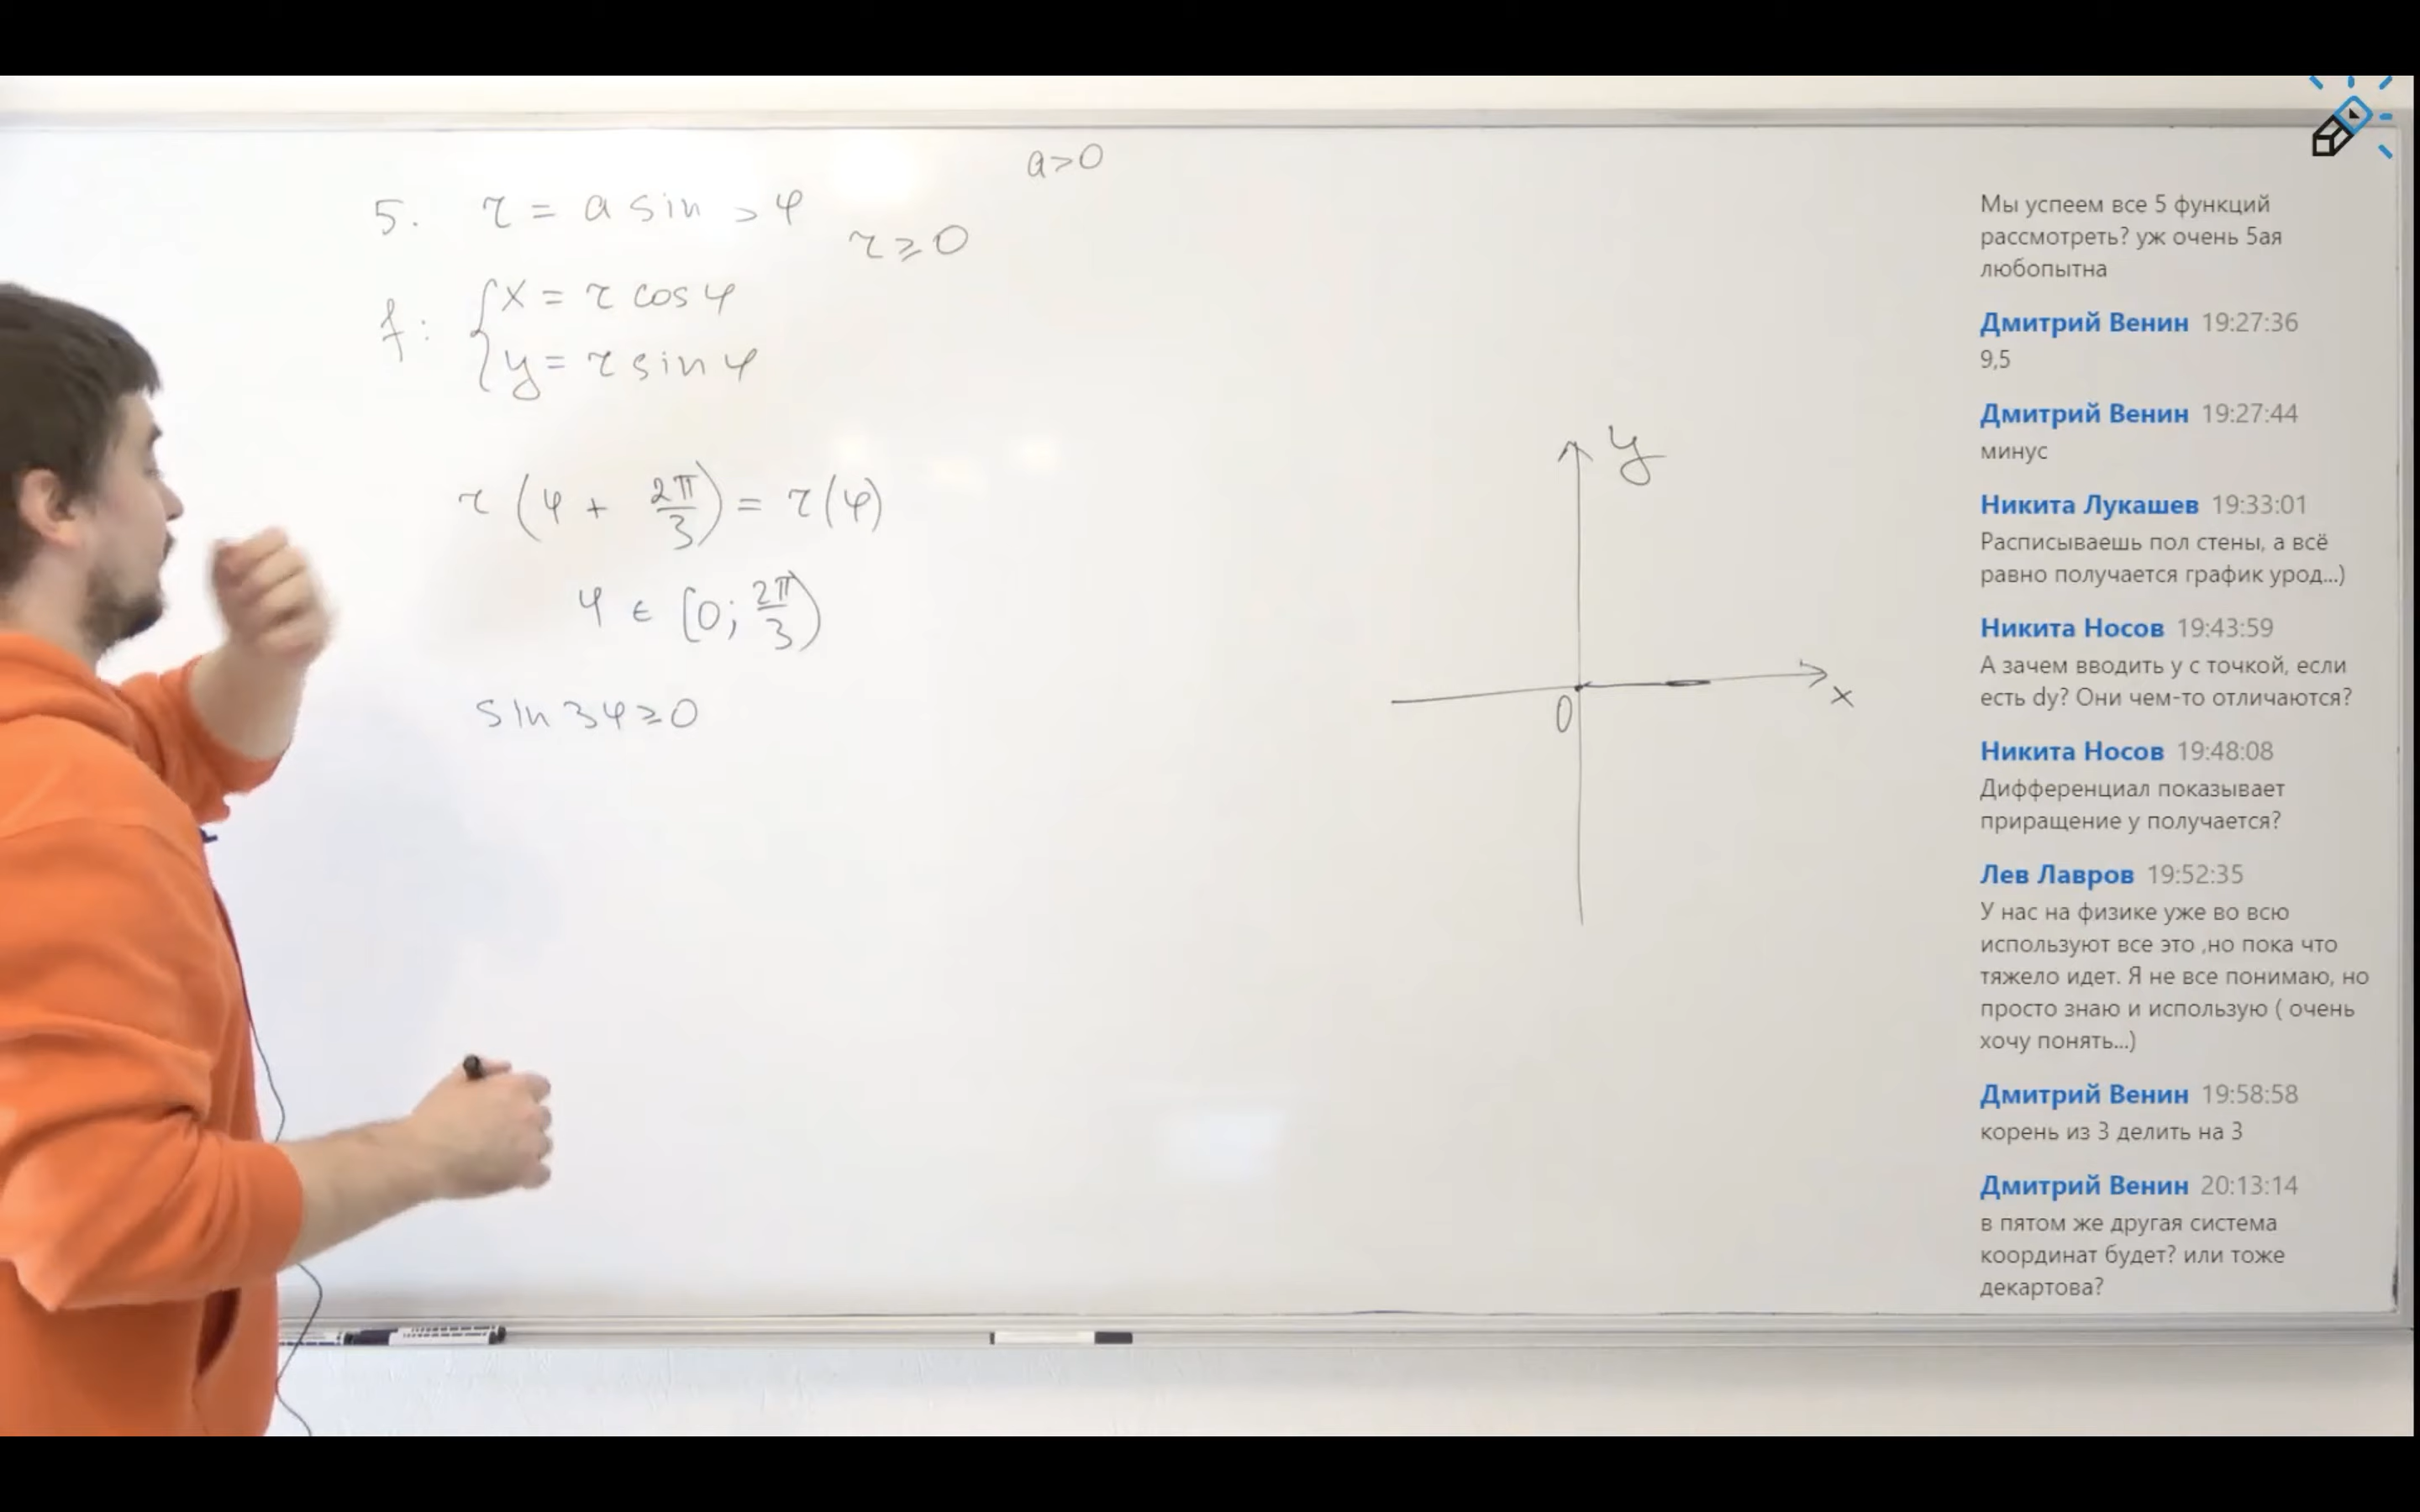 a>0
5. r = a sin 3φ
r ⩾ 0
f: { x = r cos φ
y = r sin φ
r (φ + 2π/3) = r(φ)
φ ∈ [0; 2π/3)
sin 3φ ⩾ 0
y
x
0
Мы успеем все 5 функций
рассмотреть? уж очень 5ая
любопытна
Дмитрий Венин 19:27:36
9,5
Дмитрий Венин 19:27:44
минус
Никита Лукашев 19:33:01
Расписываешь пол стены, а всё
равно получается график урод...)
Никита Носов 19:43:59
А зачем вводить у с точкой, если
есть dy? Они чем-то отличаются?
Никита Носов 19:48:08
Дифференциал показывает
приращение у получается?
Лев Лавров 19:52:35
У нас на физике уже во всю
используют все это ,но пока что
тяжело идет. Я не все понимаю, но
просто знаю и использую ( очень
хочу понять...)
Дмитрий Венин 19:58:58
корень из 3 делить на 3
Дмитрий Венин 20:13:14
в пятом же другая система
координат будет? или тоже
декартова?